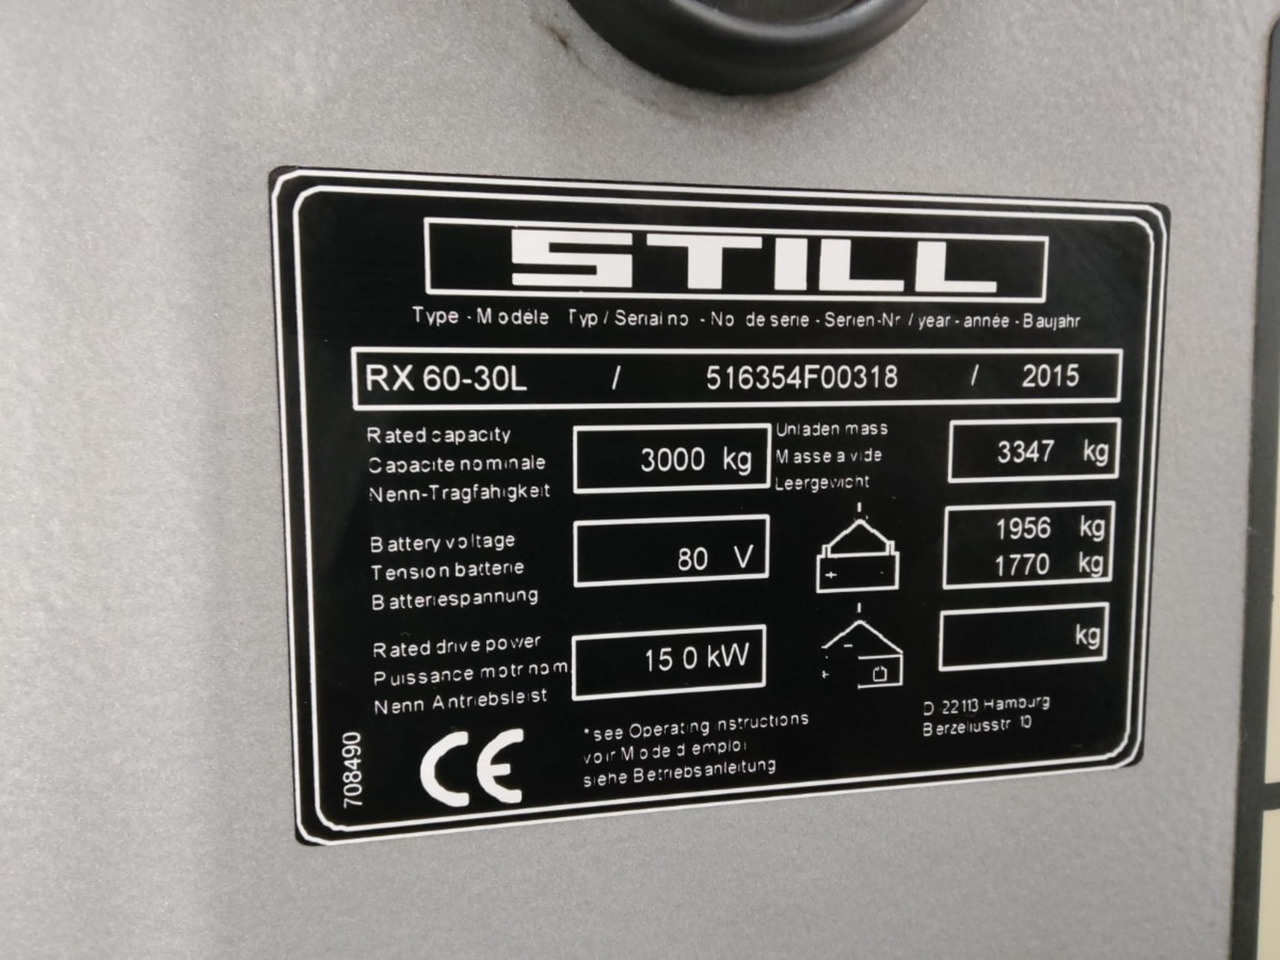 STILL
Type - Modèle Typ / Serial no - No de serie - Serien-Nr / year - année - Baujahr
RX 60-30L / 516354F00318 / 2015
Rated capacity
Capacite nominale
Nenn-Tragfähigkeit
3000 kg
Unladen mass
Masse a vide
Leergewicht
3347 kg
Battery voltage
Tension batterie
Batteriespannung
80 V
+ -
1956 kg
1770 kg
Rated drive power
Puissance motr nom
Nenn Antriebsleist
15 0 kW
+ -
kg
D 22113 Hamburg
Berzeliusstr 10
*see Operating instructions
voir Mode d emploi
siehe Betriebsanleitung
CE
708490